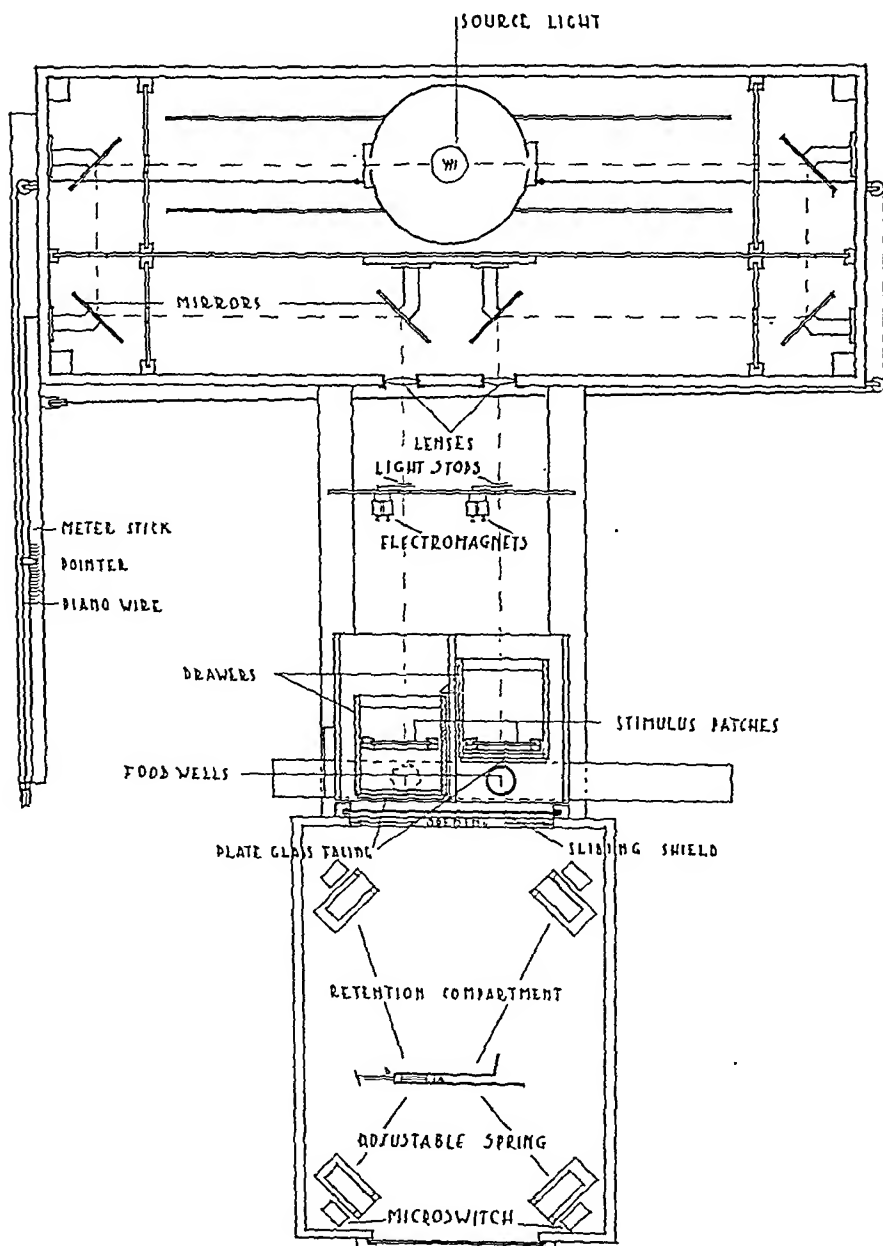 SOURCE LIGHT
MIRRORS
LENSES
LIGHT STOPS
ELECTROMAGNETS
METER STICK
POINTER
PIANO WIRE
DRAWERS
STIMULUS PATCHES
FOOD WELLS
OPENING
PLATE GLASS FACING
SLIDING SHIELD
RETENTION COMPARTMENT
ADJUSTABLE SPRING
MICROSWITCH